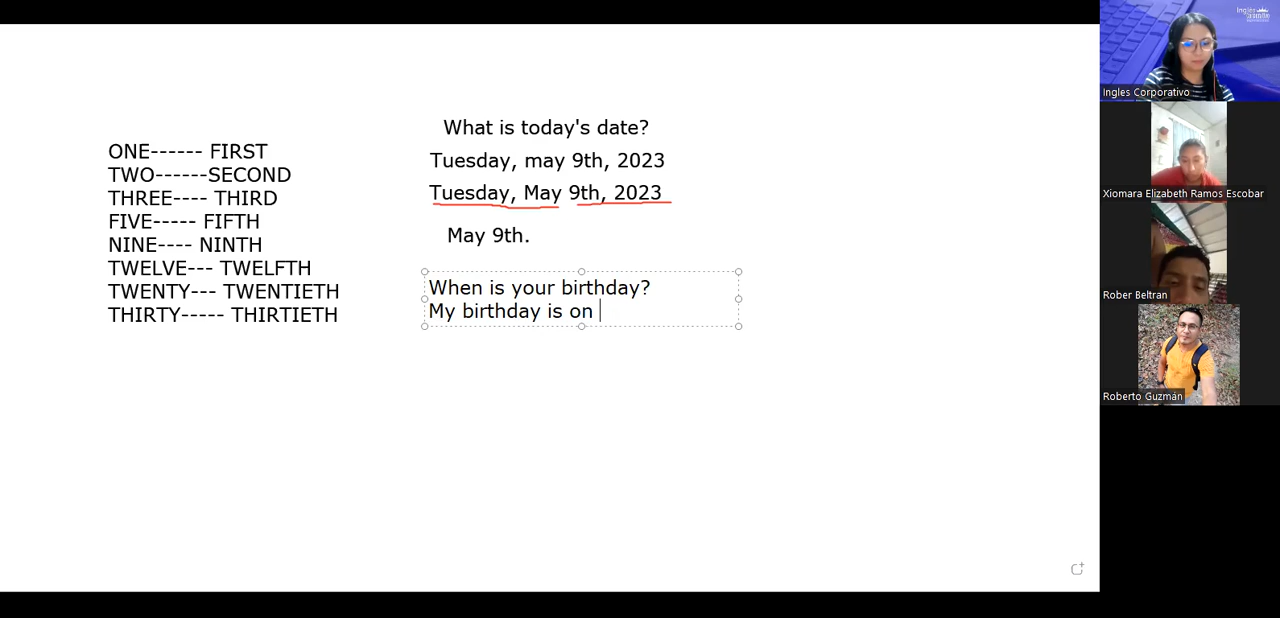 ONE------ FIRST
TWO------SECOND
THREE---- THIRD
FIVE----- FIFTH
NINE---- NINTH
TWELVE--- TWELFTH
TWENTY--- TWENTIETH
THIRTY----- THIRTIETH
What is today's date?
Tuesday, may 9th, 2023
Tuesday, May 9th, 2023
May 9th.
When is your birthday?
My birthday is on
Ingles Corporativo
Xiomara Elizabeth Ramos Escobar
Rober Beltran
Roberto Guzmán